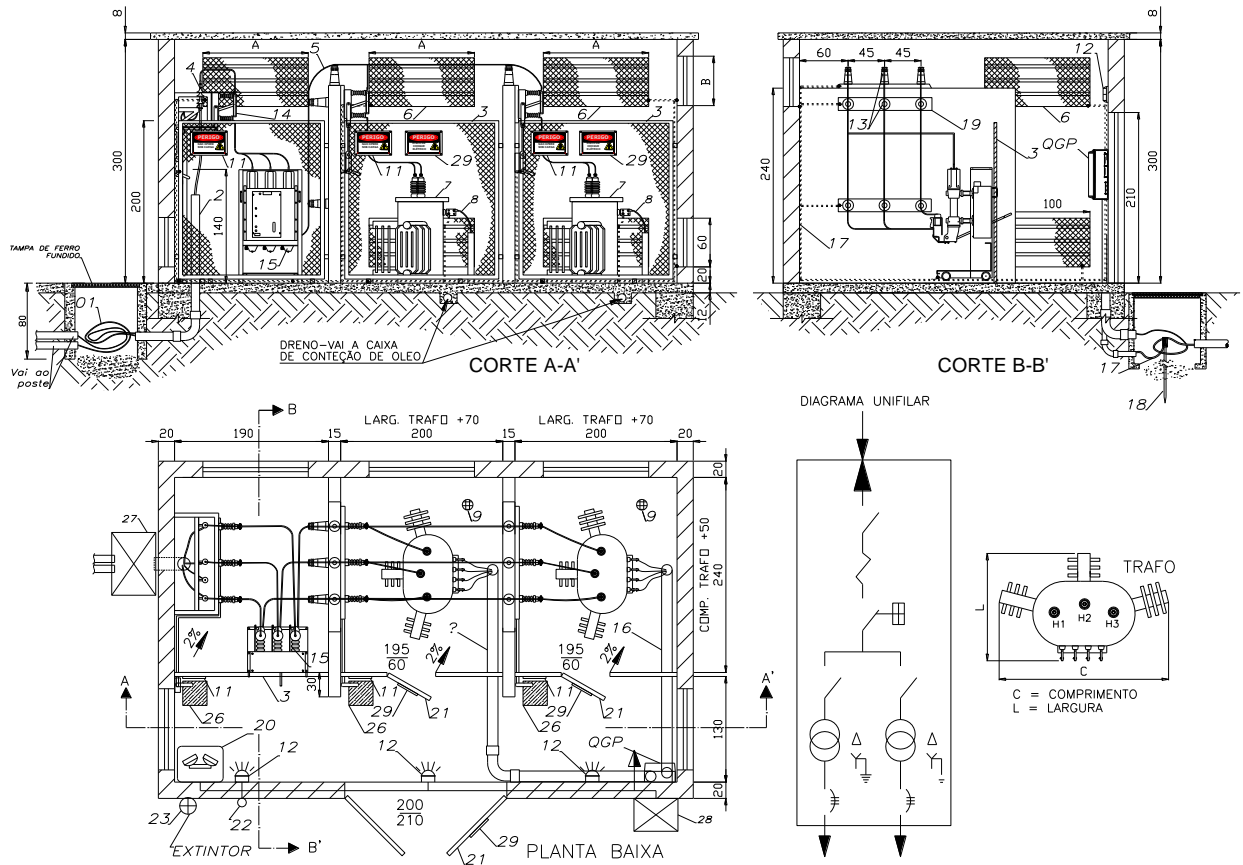 8
A
5
A
A
4
B
14
6
3
6
3
PERIGO
PERIGO
PERIGO
PERIGO
PERIGO
11
11
29
11
29
2
7
7
8
8
300
200
140
15
60
20
12
TAMPA DE FERRO
FUNDIDO
01
80
Vai ao
poste
DRENO-VAI A CAIXA
DE CONTEÇÃO DE OLEO
CORTE A-A'
8
60
45
45
12
13
19
6
3
QGP
240
300
210
100
17
17
18
CORTE B-B'
B
LARG. TRAFO +70
LARG. TRAFO +70
20
190
15
200
15
200
20
20
27
9
9
COMP. TRAFO +50
240
2%
15
?
16
195
60
2%
195
60
2%
3
30
11
11
11
26
29
21
26
29
21
26
A
A'
130
20
12
12
12
QGP
20
23
22
EXTINTOR
B'
200
210
29
21
28
PLANTA BAIXA
DIAGRAMA UNIFILAR
TRAFO
L
H1
H2
H3
C
C = COMPRIMENTO
L = LARGURA